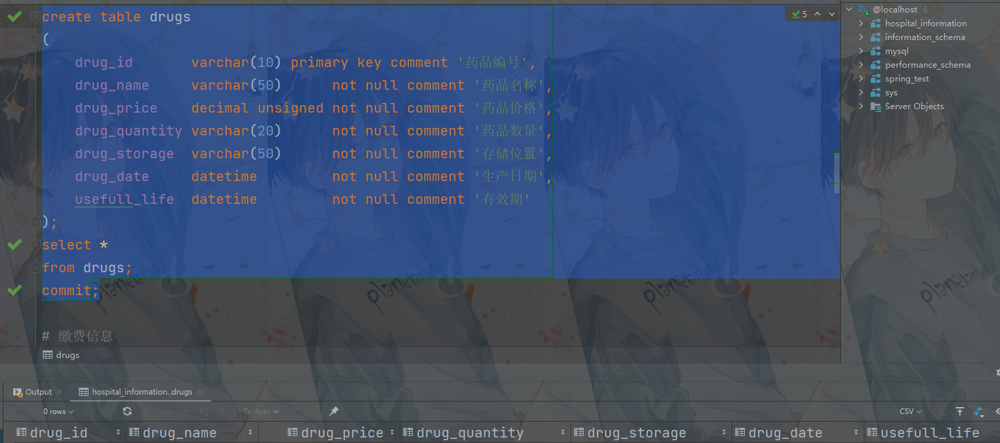 create table drugs
(
drug_id varchar(10) primary key comment '药品编号',
drug_name varchar(50) not null comment '药品名称',
drug_price decimal unsigned not null comment '药品价格',
drug_quantity varchar(20) not null comment '药品数量',
drug_storage varchar(50) not null comment '存储位置',
drug_date datetime not null comment '生产日期',
usefull_life datetime not null comment '有效期'
);
select *
from drugs;
commit;
# 缴费信息
drugs
5
@localhost 6
hospital_information
information_schema
mysql
performance_schema
spring_test
sys
Server Objects
Output
hospital_information..drugs
0 rows
Tx: Auto
CSV
drug_id drug_name drug_price drug_quantity drug_storage drug_date usefull_life